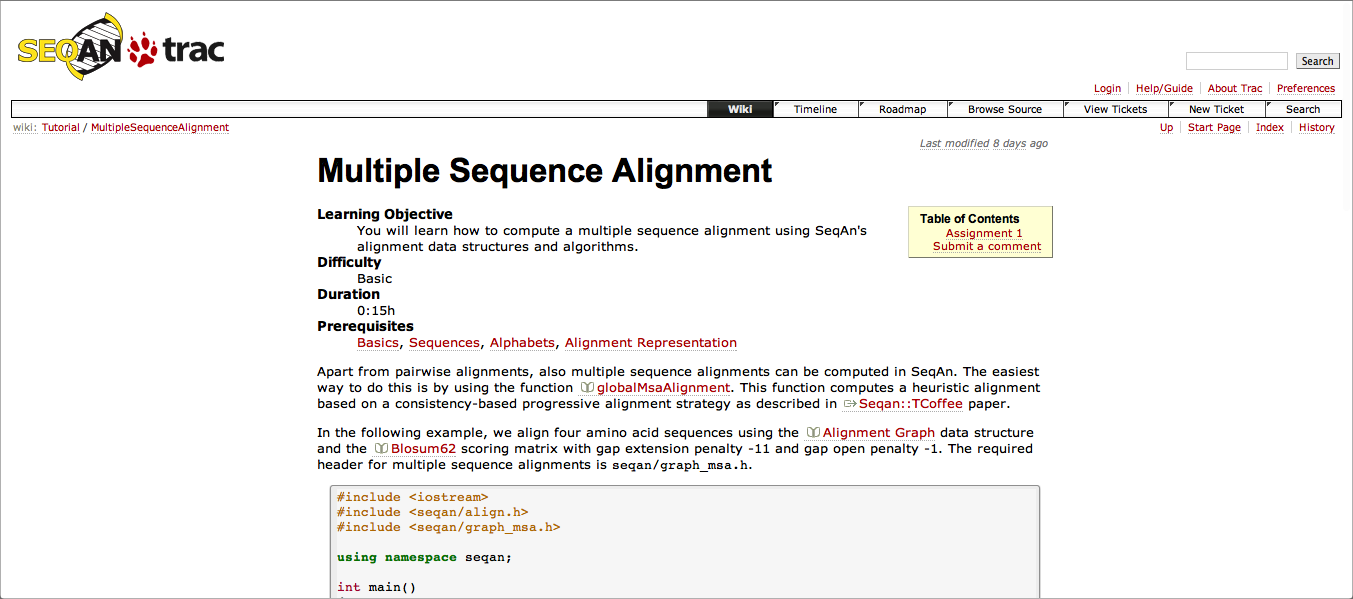 SEQAN trac
Search
Login Help/Guide About Trac Preferences
Wiki Timeline Roadmap Browse Source View Tickets New Ticket Search
wiki: Tutorial / MultipleSequenceAlignment
Up Start Page Index History
Last modified 8 days ago
Multiple Sequence Alignment
Table of Contents
Assignment 1
Submit a comment
Learning Objective
You will learn how to compute a multiple sequence alignment using SeqAn's
alignment data structures and algorithms.
Difficulty
Basic
Duration
0:15h
Prerequisites
Basics, Sequences, Alphabets, Alignment Representation
Apart from pairwise alignments, also multiple sequence alignments can be computed in SeqAn. The easiest
way to do this is by using the function globalMsaAlignment. This function computes a heuristic alignment
based on a consistency-based progressive alignment strategy as described in Seqan::TCoffee paper.
In the following example, we align four amino acid sequences using the Alignment Graph data structure
and the Blosum62 scoring matrix with gap extension penalty -11 and gap open penalty -1. The required
header for multiple sequence alignments is seqan/graph_msa.h.
#include <iostream>
#include <seqan/align.h>
#include <seqan/graph_msa.h>
using namespace seqan;
int main()